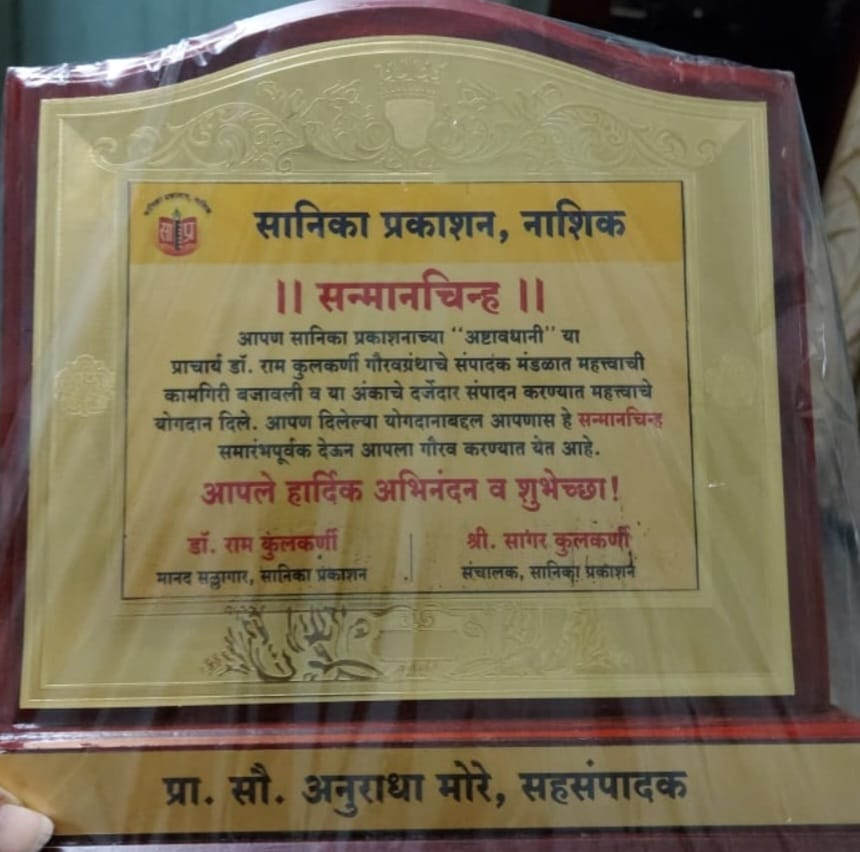 सानिका प्रकाशन, नाशिक
सा प्र
सानिका प्रकाशन, नाशिक
|| सन्मानचिन्ह ||
आपण सानिका प्रकाशनाच्या "अष्टावधानी" या
प्राचार्य डॉ. राम कुलकर्णी गौरवग्रंथाचे संपादक मंडळात महत्त्वाची
कामगिरी बजावली व या अंकाचे दर्जेदार संपादन करण्यात महत्त्वाचे
योगदान दिले. आपण दिलेल्या योगदानाबद्दल आपणास हे सन्मानचिन्ह
समारंभपूर्वक देऊन आपला गौरव करण्यात येत आहे.
आपले हार्दिक अभिनंदन व शुभेच्छा!
डॉ. राम कुलकर्णी
मानद सल्लागार, सानिका प्रकाशन
श्री. सागर कुलकर्णी
संचालक, सानिका प्रकाशन
प्रा. सौ. अनुराधा मोरे, सहसंपादक